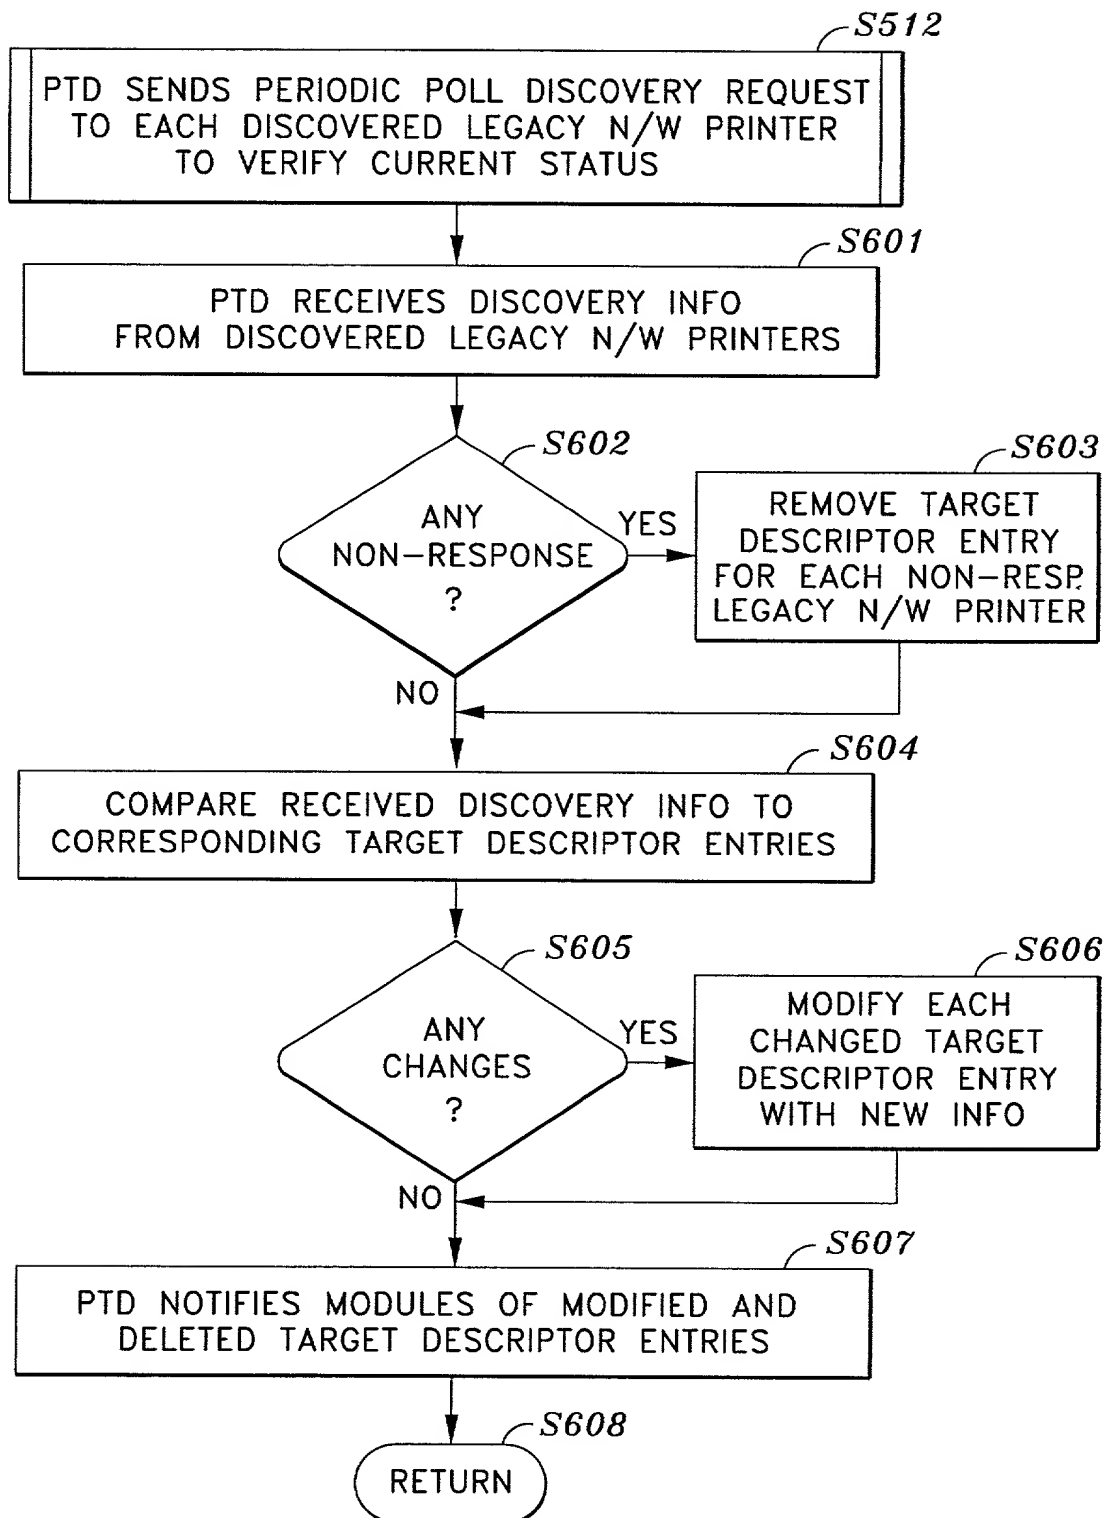 S512
PTD SENDS PERIODIC POLL DISCOVERY REQUEST
TO EACH DISCOVERED LEGACY N/W PRINTER
TO VERIFY CURRENT STATUS
S601
PTD RECEIVES DISCOVERY INFO
FROM DISCOVERED LEGACY N/W PRINTERS
S602
ANY
NON-RESPONSE
?
YES
NO
S603
REMOVE TARGET
DESCRIPTOR ENTRY
FOR EACH NON-RESP.
LEGACY N/W PRINTER
S604
COMPARE RECEIVED DISCOVERY INFO TO
CORRESPONDING TARGET DESCRIPTOR ENTRIES
S605
ANY
CHANGES
?
YES
NO
S606
MODIFY EACH
CHANGED TARGET
DESCRIPTOR ENTRY
WITH NEW INFO
S607
PTD NOTIFIES MODULES OF MODIFIED AND
DELETED TARGET DESCRIPTOR ENTRIES
S608
RETURN